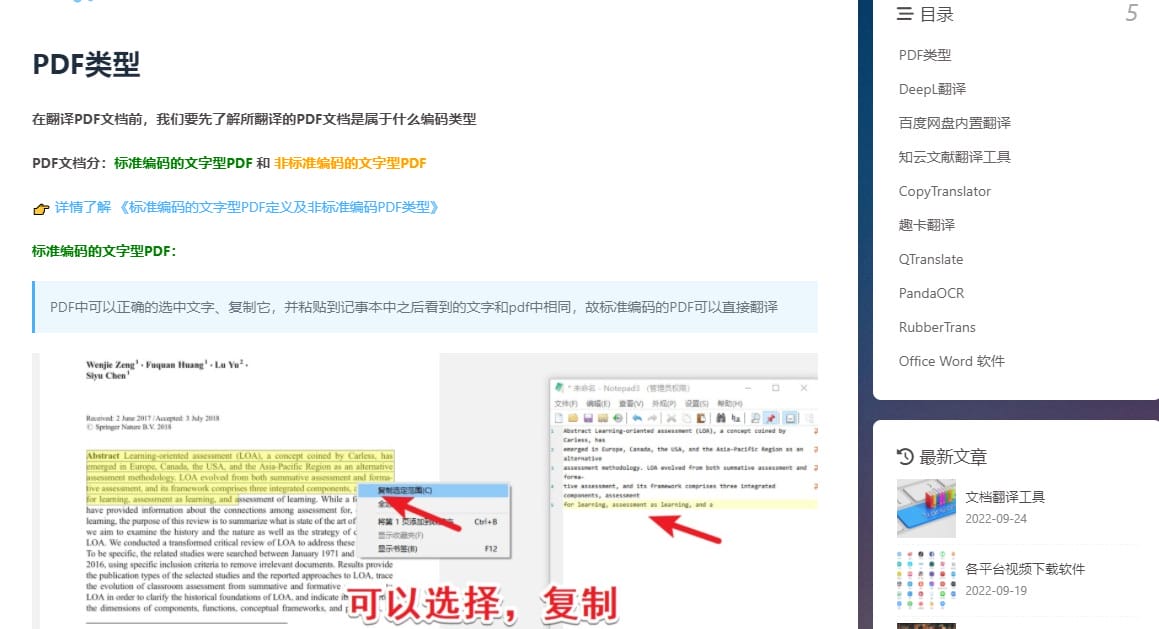 PDF类型
在翻译PDF文档前，我们要先了解所翻译的PDF文档是属于什么编码类型
PDF文档分：标准编码的文字型PDF 和 非标准编码的文字型PDF
👉 详情了解 《标准编码的文字型PDF定义及非标准编码PDF类型》
标准编码的文字型PDF：
PDF中可以正确的选中文字、复制它，并粘贴到记事本中之后看到的文字和pdf中相同，故标准编码的PDF可以直接翻译
Wenjie Zeng1 · Fuquan Huang1 · Lu Yu2 ·
Siyu Chen1
Received: 2 June 2017 /Accepted: 3 July 2018
© Springer Nature B.V. 2018
Abstract Learning-oriented assessment (LOA), a concept coined by Carless, has
emerged in Europe, Canada, the USA, and the Asia-Pacific Region as an alternative
assessment methodology. LOA evolved from both summative assessment and forma-
tive assessment, and its framework comprises three integrated components,
for learning, assessment as learning, and assessment of learning. While a
have provided information about the connections among assessment for,
learning, the purpose of this review is to summarize what is state of the art of
we aim to examine the history and the nature as well as the strategy of
LOA. We conducted a transformed critical review of LOA to address these
To be specific, the related studies were searched between January 1971 and
2016, using specific inclusion criteria to remove irrelevant documents. Results provide
the publication types of the selected studies and the reported approaches to LOA, trace
the evolution of classroom assessment from summative and formative
LOA in order to clarify the historical foundations of LOA, and indicate
the dimensions of components, functions, conceptual frameworks, and
复制选定范围(C)
将第 1 页添加到 Ctrl+B
显示收藏夹(F)
显示书签(B) F12
可以选择，复制
* 未命名 - Notepad3 (管理员权限)
文件(F) 编辑(E) 查看(V) 外观(P) 设置(S) 帮助(H)
1 Abstract Learning-oriented assessment (LOA), a concept coined by
Carless, has
2 emerged in Europe, Canada, the USA, and the Asia-Pacific Region as an
alternative
3 assessment methodology. LOA evolved from both summative assessment and
forma-
4 tive assessment, and its framework comprises three integrated
components, assessment
5 for learning, assessment as learning, and a
目录 5
PDF类型
DeepL翻译
百度网盘内置翻译
知云文献翻译工具
CopyTranslator
趣卡翻译
QTranslate
PandaOCR
RubberTrans
Office Word 软件
最新文章
文档翻译工具
2022-09-24
各平台视频下载软件
2022-09-19